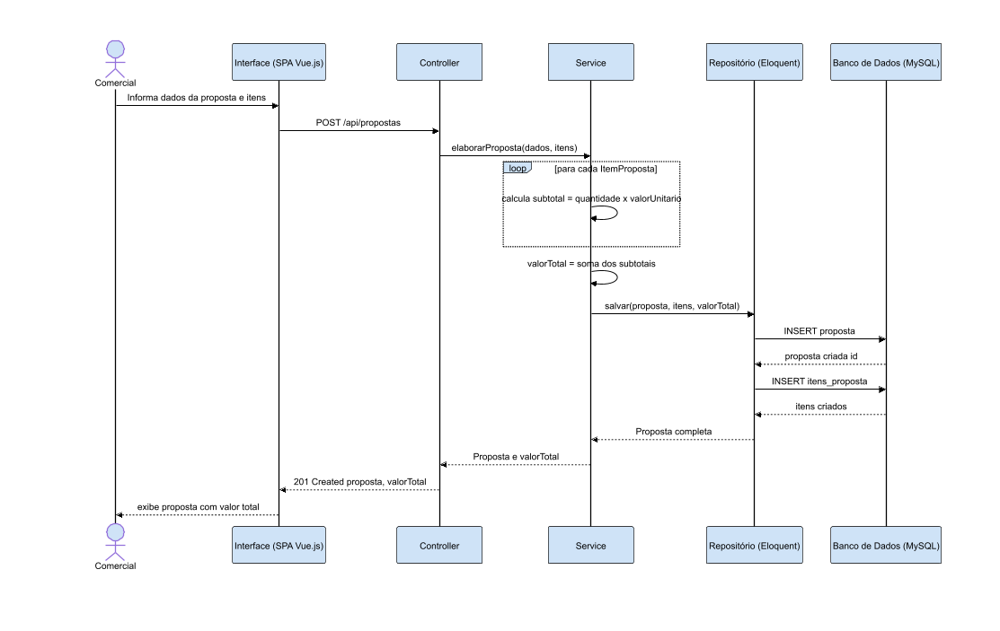 Comercial
Interface (SPA Vue.js)
Controller
Service
Repositório (Eloquent)
Banco de Dados (MySQL)
Informa dados da proposta e itens
POST /api/propostas
elaborarProposta(dados, itens)
loop
[para cada ItemProposta]
calcula subtotal = quantidade x valorUnitario
valorTotal = soma dos subtotais
salvar(proposta, itens, valorTotal)
INSERT proposta
proposta criada id
INSERT itens_proposta
itens criados
Proposta completa
Proposta e valorTotal
201 Created proposta, valorTotal
exibe proposta com valor total
Comercial
Interface (SPA Vue.js)
Controller
Service
Repositório (Eloquent)
Banco de Dados (MySQL)